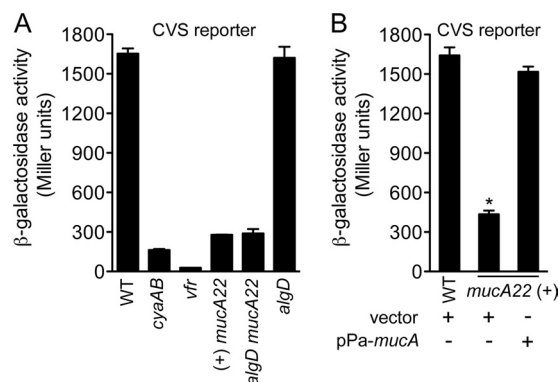 A
CVS reporter
β-galactosidase activity
(Miller units)
1800
1500
1200
900
600
300
0
WT
cyaAB
vfr
(+) mucA22
algD mucA22
algD
B
CVS reporter
β-galactosidase activity
(Miller units)
1800
1500
1200
900
600
300
0
*
WT
mucA22 (+)
vector + + -
pPa-mucA - - +